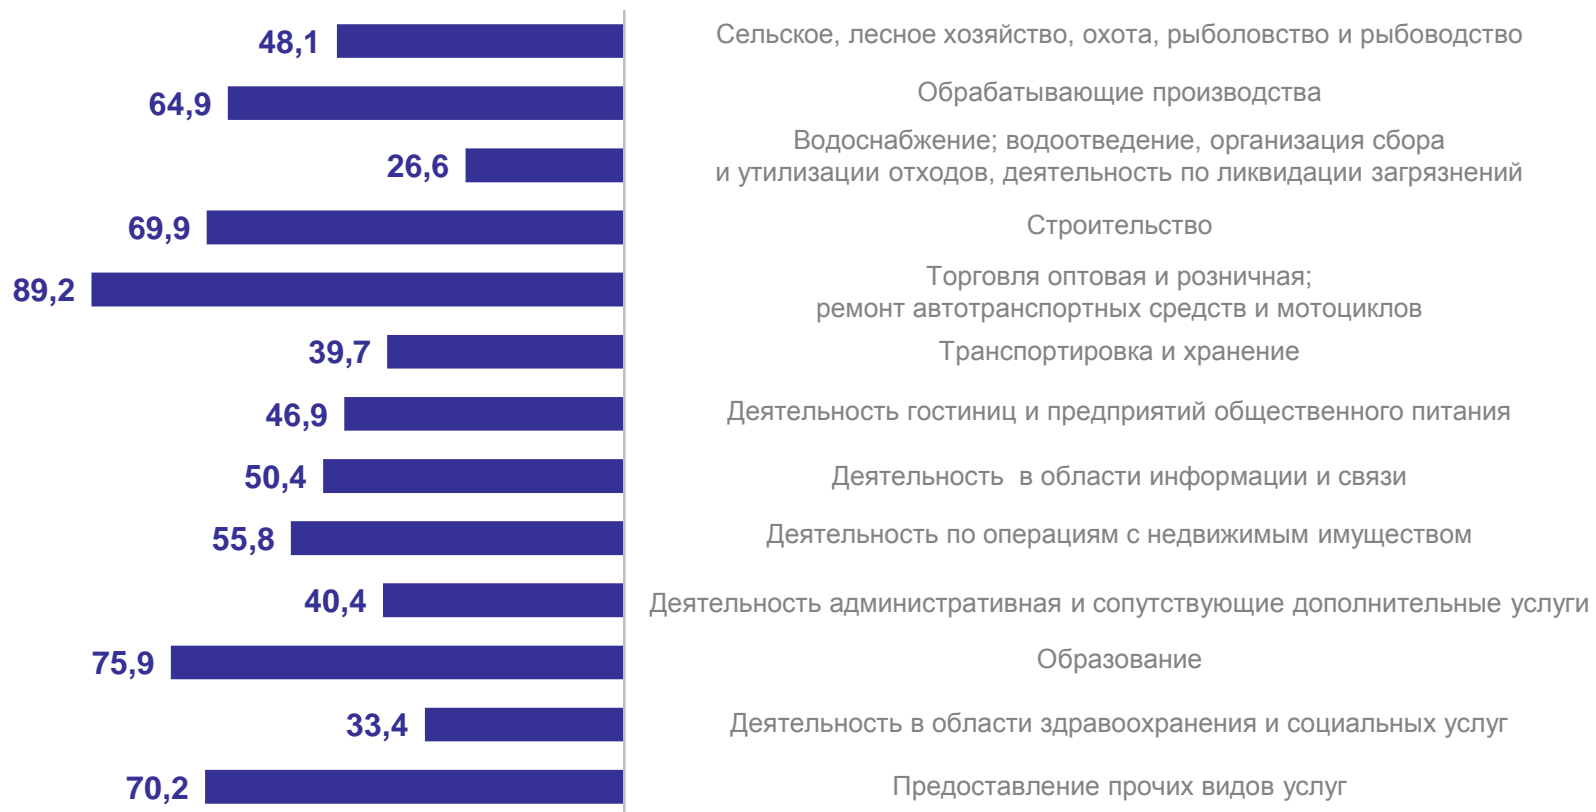 48,1 Сельское, лесное хозяйство, охота, рыболовство и рыбоводство
64,9 Обрабатывающие производства
Водоснабжение; водоотведение, организация сбора
26,6 и утилизации отходов, деятельность по ликвидации загрязнений
69,9 Строительство
89,2 Торговля оптовая и розничная;
ремонт автотранспортных средств и мотоциклов
39,7 Транспортировка и хранение
46,9 Деятельность гостиниц и предприятий общественного питания
50,4 Деятельность в области информации и связи
55,8 Деятельность по операциям с недвижимым имуществом
40,4 Деятельность административная и сопутствующие дополнительные услуги
75,9 Образование
33,4 Деятельность в области здравоохранения и социальных услуг
70,2 Предоставление прочих видов услуг